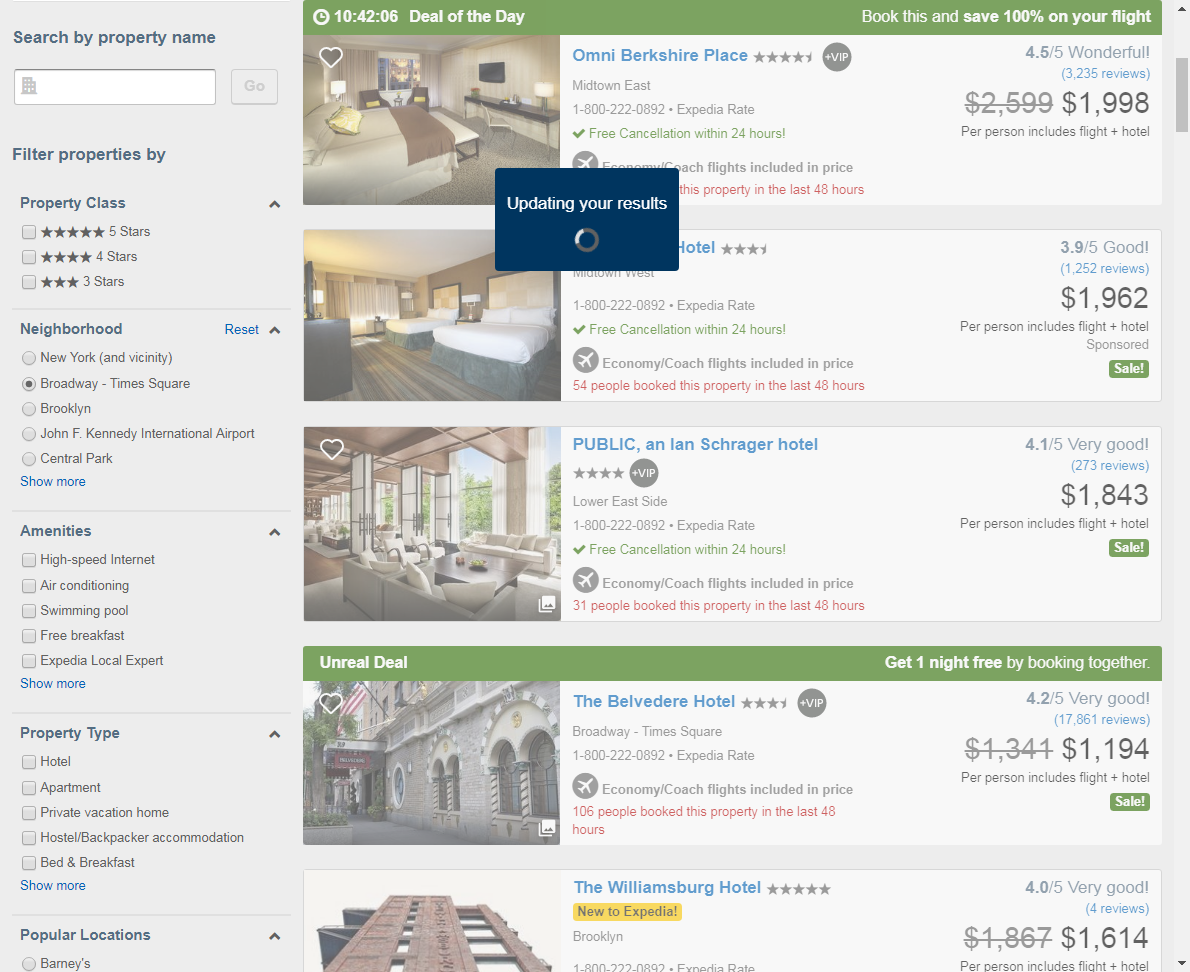 Search by property name
Go
Filter properties by
Property Class
★★★★★ 5 Stars
★★★★ 4 Stars
★★★ 3 Stars
Neighborhood Reset
New York (and vicinity)
Broadway - Times Square
Brooklyn
John F. Kennedy International Airport
Central Park
Show more
Amenities
High-speed Internet
Air conditioning
Swimming pool
Free breakfast
Expedia Local Expert
Show more
Property Type
Hotel
Apartment
Private vacation home
Hostel/Backpacker accommodation
Bed & Breakfast
Show more
Popular Locations
Barney's
10:42:06 Deal of the Day Book this and save 100% on your flight
Omni Berkshire Place +VIP
Midtown East
1-800-222-0892 • Expedia Rate
Free Cancellation within 24 hours!
Economy/Coach flights included in price
this property in the last 48 hours
4.5/5 Wonderful!
(3,235 reviews)
$2,599 $1,998
Per person includes flight + hotel
Updating your results
Hotel
Midtown West
1-800-222-0892 • Expedia Rate
Free Cancellation within 24 hours!
Economy/Coach flights included in price
54 people booked this property in the last 48 hours
3.9/5 Good!
(1,252 reviews)
$1,962
Per person includes flight + hotel
Sponsored
Sale!
PUBLIC, an Ian Schrager hotel
+VIP
Lower East Side
1-800-222-0892 • Expedia Rate
Free Cancellation within 24 hours!
Economy/Coach flights included in price
31 people booked this property in the last 48 hours
4.1/5 Very good!
(273 reviews)
$1,843
Per person includes flight + hotel
Sale!
Unreal Deal Get 1 night free by booking together.
The Belvedere Hotel +VIP
Broadway - Times Square
1-800-222-0892 • Expedia Rate
Economy/Coach flights included in price
106 people booked this property in the last 48
hours
4.2/5 Very good!
(17,861 reviews)
$1,341 $1,194
Per person includes flight + hotel
Sale!
The Williamsburg Hotel
New to Expedia!
Brooklyn
1-800-222-0892 • Expedia Rate
4.0/5 Very good!
(4 reviews)
$1,867 $1,614
Per person includes flight + hotel